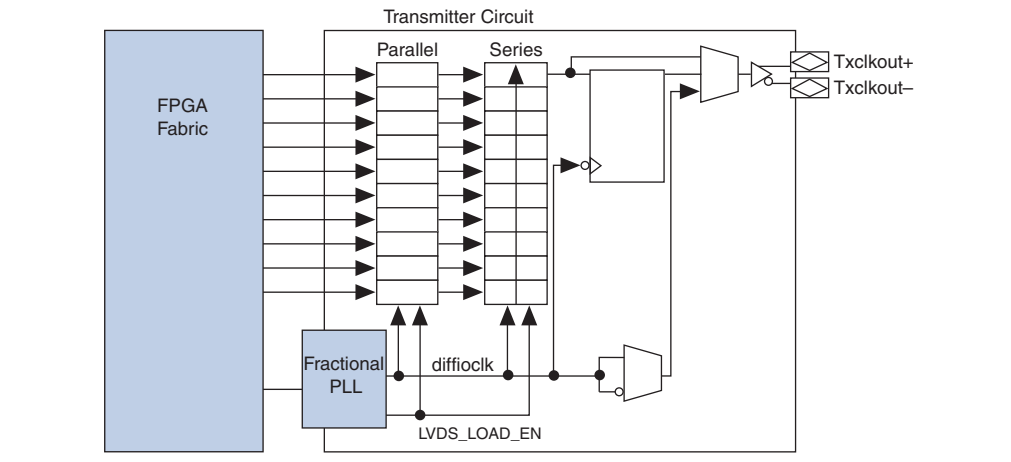 Transmitter Circuit
Parallel
Series
Txclkout+
Txclkout–
FPGA
Fabric
Fractional
PLL
diffioclk
LVDS_LOAD_EN